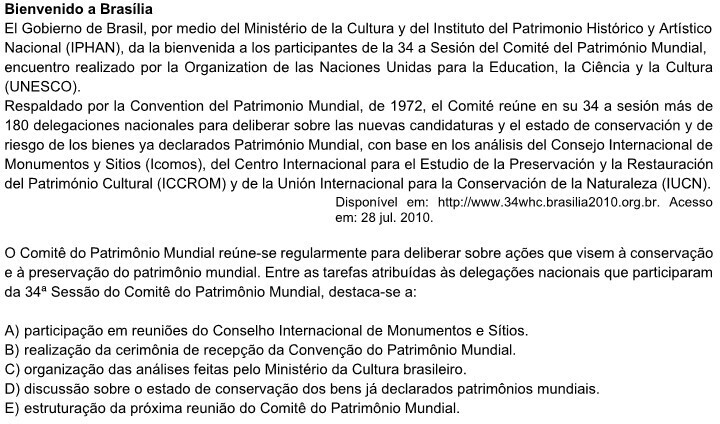 Bienvenido a Brasília
El Gobierno de Brasil, por medio del Ministério de la Cultura y del Instituto del Patrimonio Histórico y Artístico
Nacional (IPHAN), da la bienvenida a los participantes de la 34 a Sesión del Comité del Património Mundial,
encuentro realizado por la Organization de las Naciones Unidas para la Education, la Ciência y la Cultura
(UNESCO).
Respaldado por la Convention del Patrimonio Mundial, de 1972, el Comité reúne en su 34 a sesión más de
180 delegaciones nacionales para deliberar sobre las nuevas candidaturas y el estado de conservación y de
riesgo de los bienes ya declarados Património Mundial, con base en los análisis del Consejo Internacional de
Monumentos y Sitios (Icomos), del Centro Internacional para el Estudio de la Preservación y la Restauración
del Património Cultural (ICCROM) y de la Unión Internacional para la Conservación de la Naturaleza (IUCN).
Disponível em: http://www.34whc.brasilia2010.org.br. Acesso
em: 28 jul. 2010.
O Comitê do Patrimônio Mundial reúne-se regularmente para deliberar sobre ações que visem à conservação
e à preservação do patrimônio mundial. Entre as tarefas atribuídas às delegações nacionais que participaram
da 34ª Sessão do Comitê do Patrimônio Mundial, destaca-se a:
A) participação em reuniões do Conselho Internacional de Monumentos e Sítios.
B) realização da cerimônia de recepção da Convenção do Patrimônio Mundial.
C) organização das análises feitas pelo Ministério da Cultura brasileiro.
D) discussão sobre o estado de conservação dos bens já declarados patrimônios mundiais.
E) estruturação da próxima reunião do Comitê do Patrimônio Mundial.